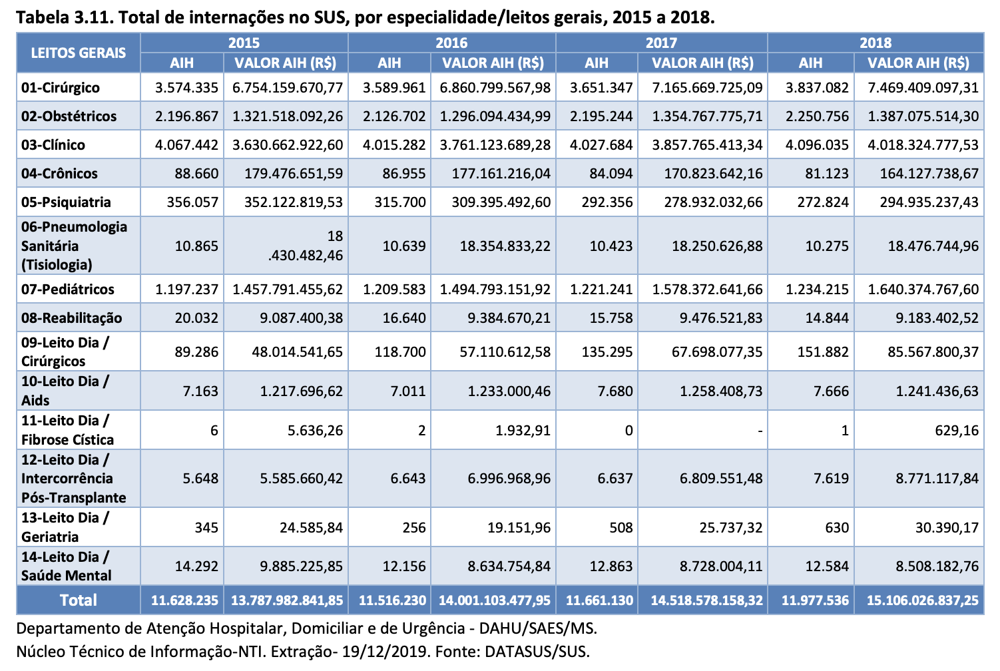 Tabela 3.11. Total de internações no SUS, por especialidade/leitos gerais, 2015 a 2018.
LEITOS GERAIS 2015 2016 2017 2018
AIH VALOR AIH (R$) AIH VALOR AIH (R$) AIH VALOR AIH (R$) AIH VALOR AIH (R$)
01-Cirúrgico 3.574.335 6.754.159.670,77 3.589.961 6.860.799.567,98 3.651.347 7.165.669.725,09 3.837.082 7.469.409.097,31
02-Obstétricos 2.196.867 1.321.518.092,26 2.126.702 1.296.094.434,99 2.195.244 1.354.767.775,71 2.250.756 1.387.075.514,30
03-Clínico 4.067.442 3.630.662.922,60 4.015.282 3.761.123.689,28 4.027.684 3.857.765.413,34 4.096.035 4.018.324.777,53
04-Crônicos 88.660 179.476.651,59 86.955 177.161.216,04 84.094 170.823.642,16 81.123 164.127.738,67
05-Psiquiatria 356.057 352.122.819,53 315.700 309.395.492,60 292.356 278.932.032,66 272.824 294.935.237,43
06-Pneumologia
Sanitária
(Tisiologia)
10.865 18
.430.482,46 10.639 18.354.833,22 10.423 18.250.626,88 10.275 18.476.744,96
07-Pediátricos 1.197.237 1.457.791.455,62 1.209.583 1.494.793.151,92 1.221.241 1.578.372.641,66 1.234.215 1.640.374.767,60
08-Reabilitação 20.032 9.087.400,38 16.640 9.384.670,21 15.758 9.476.521,83 14.844 9.183.402,52
09-Leito Dia /
Cirúrgicos
89.286 48.014.541,65 118.700 57.110.612,58 135.295 67.698.077,35 151.882 85.567.800,37
10-Leito Dia /
Aids
7.163 1.217.696,62 7.011 1.233.000,46 7.680 1.258.408,73 7.666 1.241.436,63
11-Leito Dia /
Fibrose Cística
6 5.636,26 2 1.932,91 0 - 1 629,16
12-Leito Dia /
Intercorrência
Pós-Transplante
5.648 5.585.660,42 6.643 6.996.968,96 6.637 6.809.551,48 7.619 8.771.117,84
13-Leito Dia /
Geriatria
345 24.585,84 256 19.151,96 508 25.737,32 630 30.390,17
14-Leito Dia /
Saúde Mental
14.292 9.885.225,85 12.156 8.634.754,84 12.863 8.728.004,11 12.584 8.508.182,76
Total 11.628.235 13.787.982.841,85 11.516.230 14.001.103.477,95 11.661.130 14.518.578.158,32 11.977.536 15.106.026.837,25
Departamento de Atenção Hospitalar, Domiciliar e de Urgência - DAHU/SAES/MS.
Núcleo Técnico de Informação-NTI. Extração- 19/12/2019. Fonte: DATASUS/SUS.